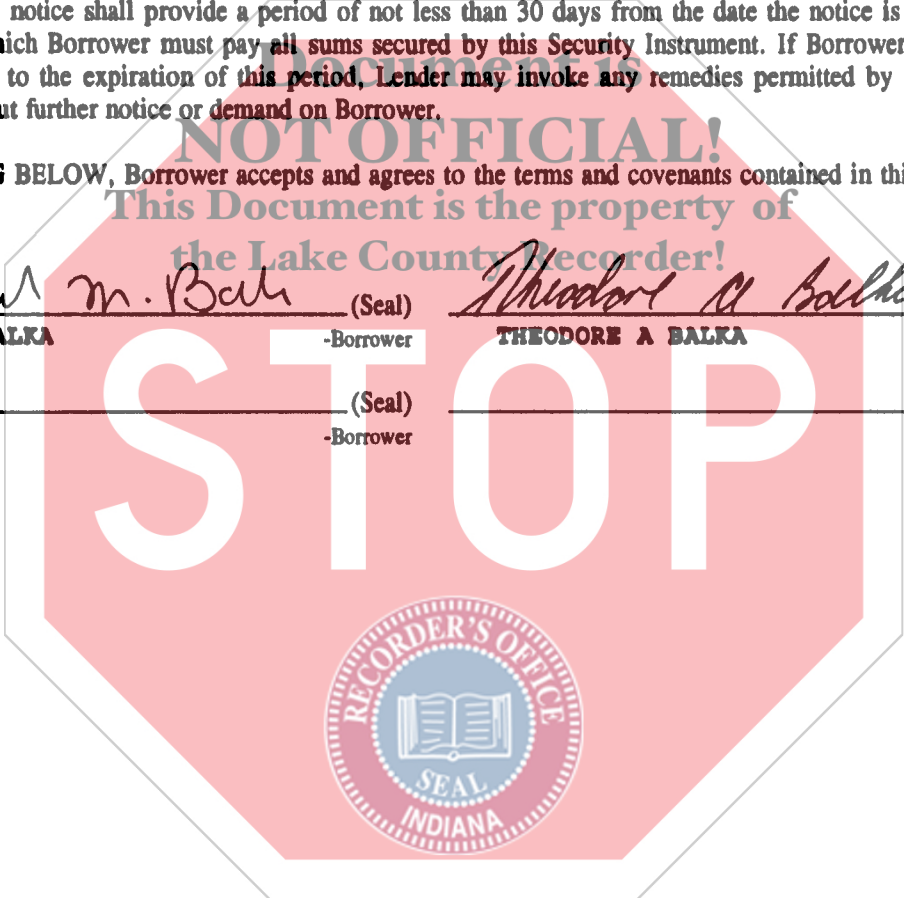 notice shall provide a period of not less than 30 days from the date the notice is
ich Borrower must pay all sums secured by this Security Instrument. If Borrower
to the expiration of this period, Lender may invoke any remedies permitted by
ut further notice or demand on Borrower.
BELOW, Borrower accepts and agrees to the terms and covenants contained in thi
Document is
NOT OFFICIAL!
This Document is the property of
the Lake County Recorder!
M. Balk (Seal) Theodore A Balka
ALKA -Borrower THEODORE A BALKA
(Seal)
-Borrower
STOP
RECORDER'S OFFICE
SEAL
INDIANA